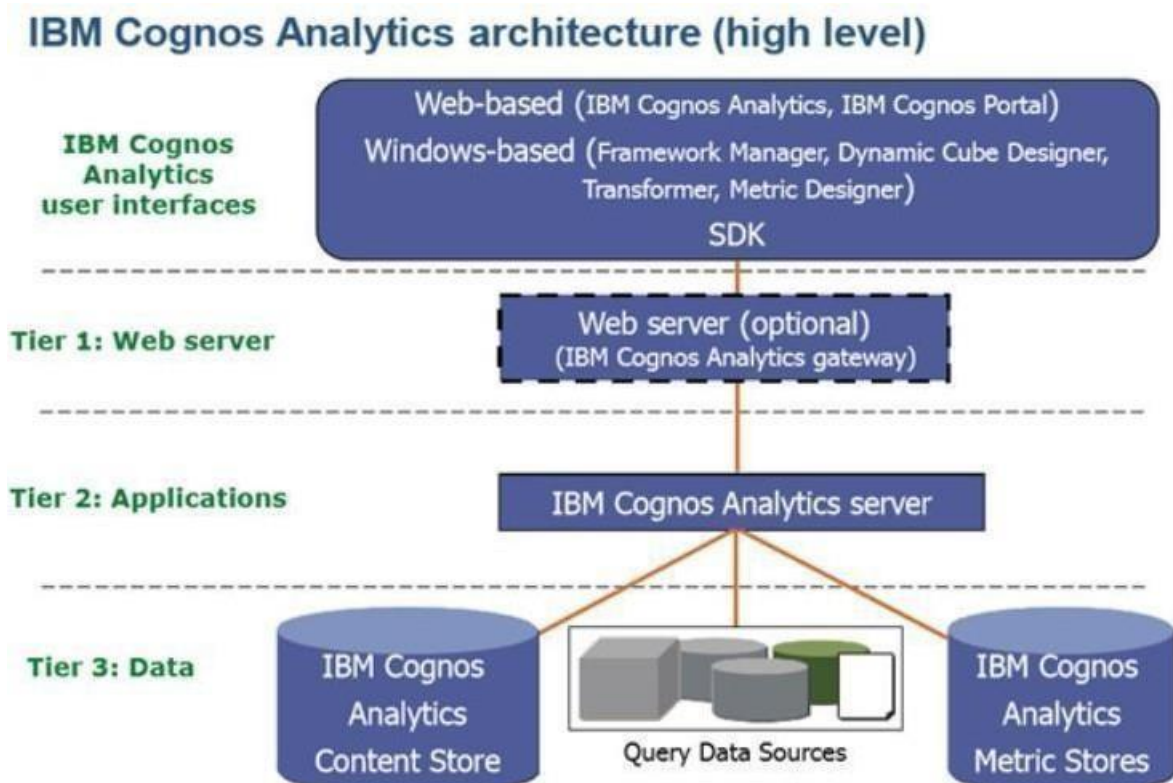 IBM Cognos Analytics architecture (high level)
IBM Cognos
Analytics
user interfaces
Web-based (IBM Cognos Analytics, IBM Cognos Portal)
Windows-based (Framework Manager, Dynamic Cube Designer,
Transformer, Metric Designer)
SDK
Tier 1: Web server
Web server (optional)
(IBM Cognos Analytics gateway)
Tier 2: Applications
IBM Cognos Analytics server
Tier 3: Data
IBM Cognos
Analytics
Content Store
Query Data Sources
IBM Cognos
Analytics
Metric Stores